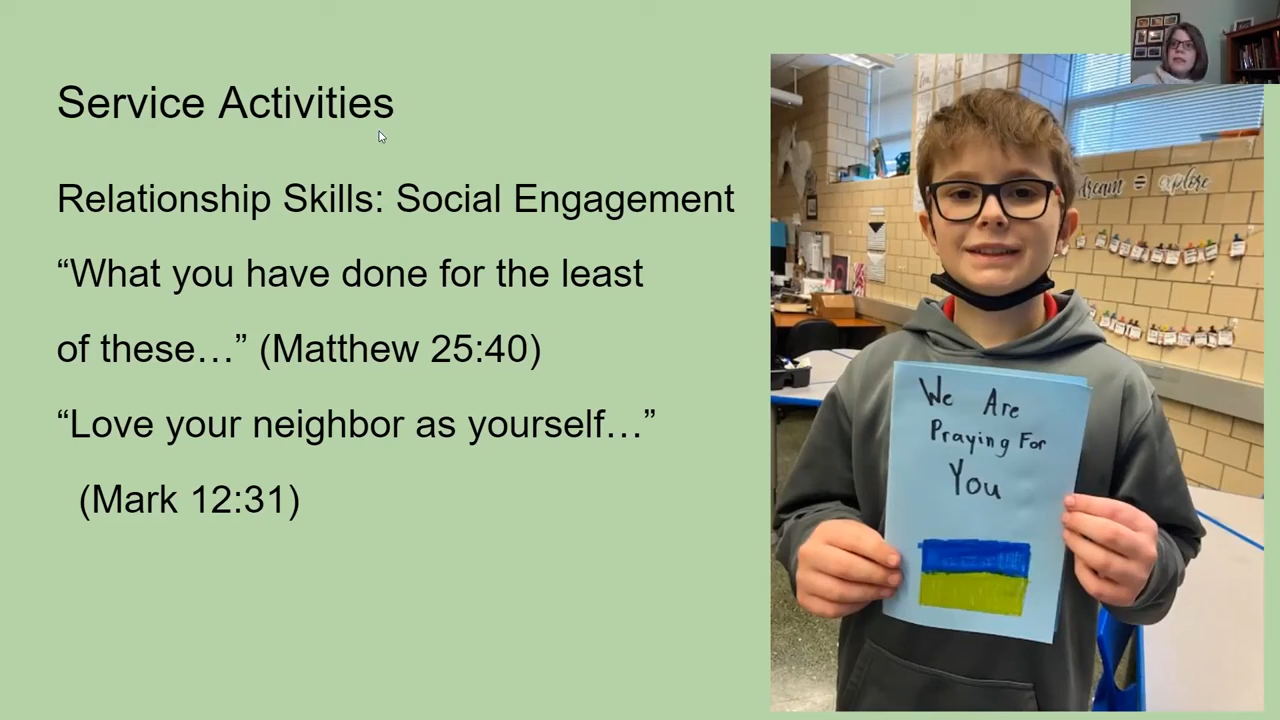 Service Activities
Relationship Skills: Social Engagement
“What you have done for the least
of these…” (Matthew 25:40)
“Love your neighbor as yourself…”
(Mark 12:31)
dream = explore
We Are
Praying For
You